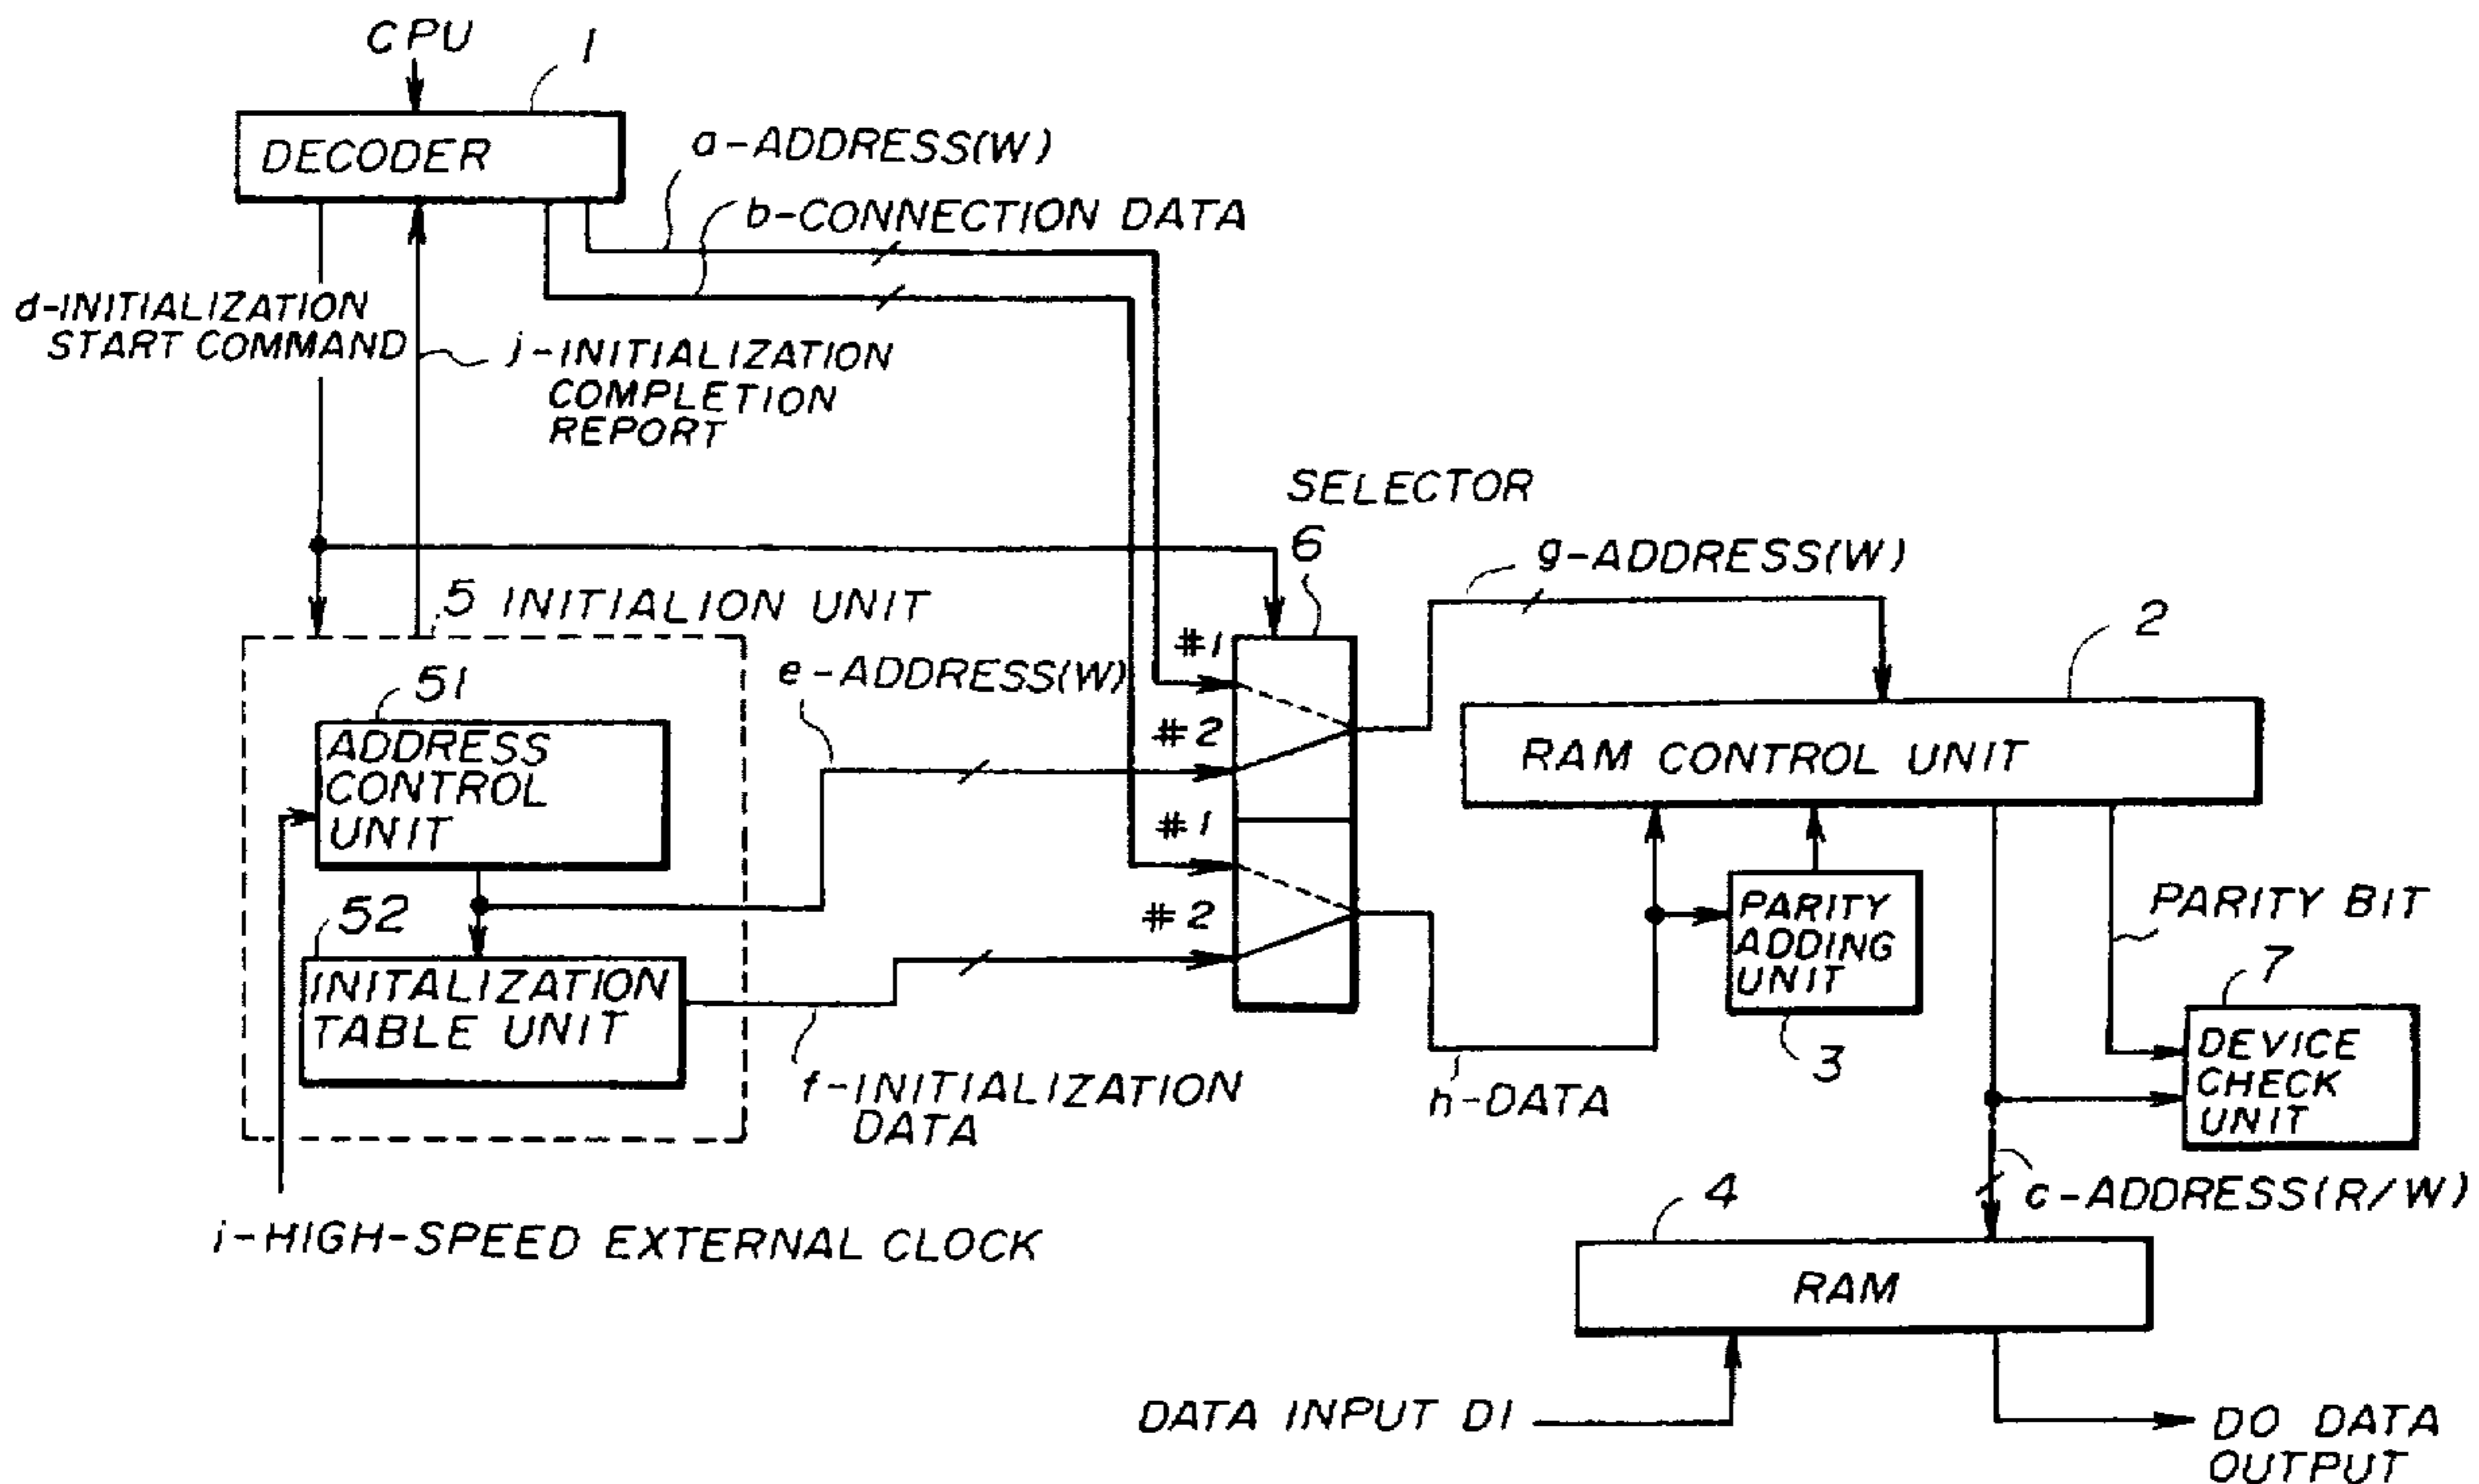 CPU
1
DECODER
a-ADDRESS(W)
b-CONNECTION DATA
d-INITIALIZATION
START COMMAND
j-INITIALIZATION
COMPLETION
REPORT
SELECTOR
6
g-ADDRESS(W)
5 INITIALION UNIT
#1
2
51
e-ADDRESS(W)
ADDRESS
CONTROL
UNIT
#2
RAM CONTROL UNIT
#1
52
#2
PARITY
ADDING
UNIT
PARITY BIT
INITALIZATION
TABLE UNIT
7
3
DEVICE
CHECK
UNIT
f-INITIALIZATION
DATA
h-DATA
4
c-ADDRESS(R/W)
i-HIGH-SPEED EXTERNAL CLOCK
RAM
DATA INPUT DI
DO DATA
OUTPUT